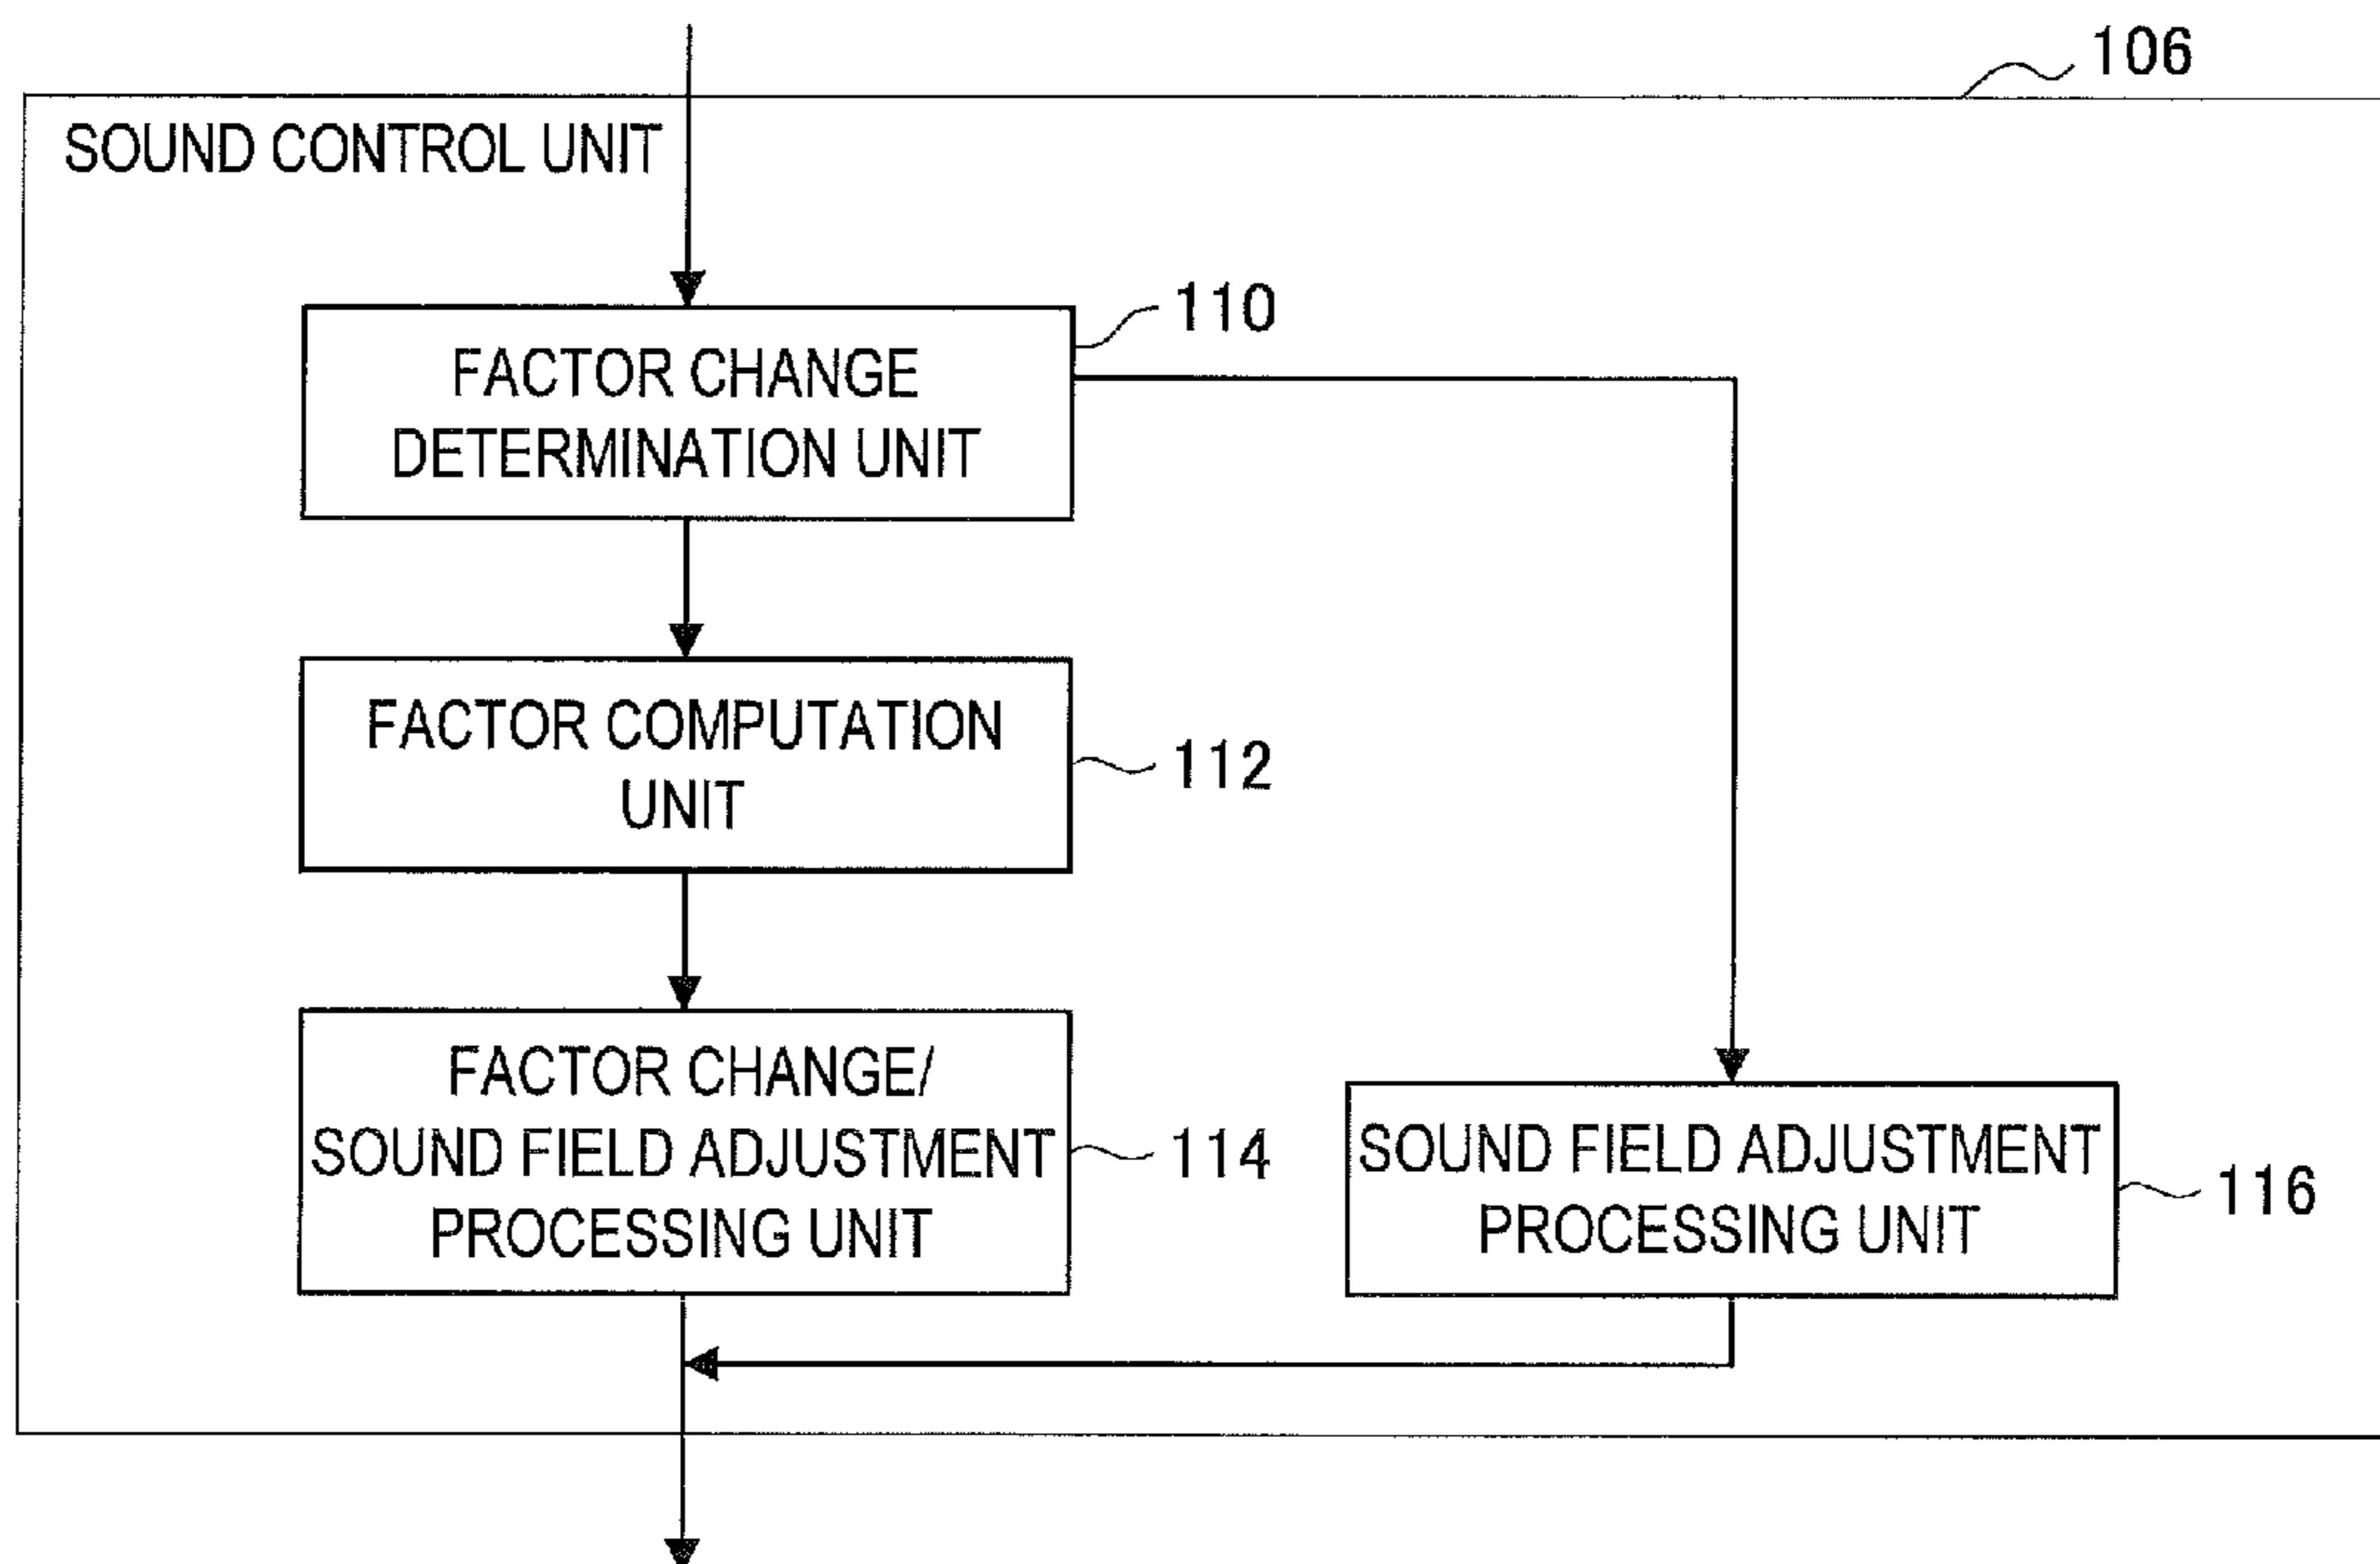 106
SOUND CONTROL UNIT
110
FACTOR CHANGE
DETERMINATION UNIT
FACTOR COMPUTATION
UNIT
112
FACTOR CHANGE/
SOUND FIELD ADJUSTMENT
PROCESSING UNIT
114
SOUND FIELD ADJUSTMENT
PROCESSING UNIT
116